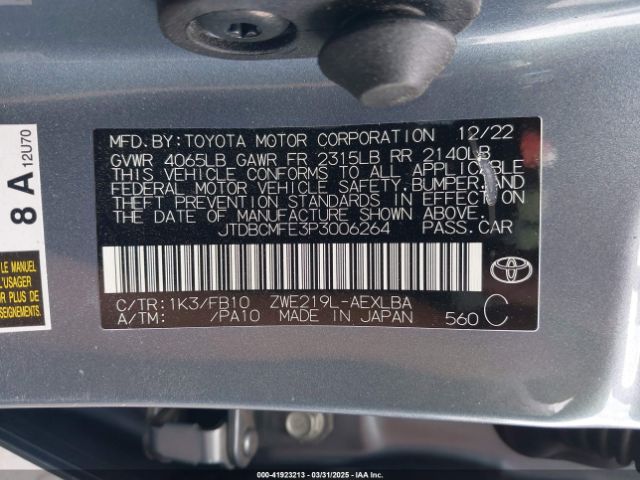 MFD.BY:TOYOTA MOTOR CORPORATION 12/22
GVWR 4065LB GAWR FR 2315LB RR 2140LB
THIS VEHICLE CONFORMS TO ALL APPLICABLE
FEDERAL MOTOR VEHICLE SAFETY, BUMPER, AND
THEFT PREVENTION STANDARDS IN EFFECT ON
THE DATE OF MANUFACTURE SHOWN ABOVE.
JTDBCMFE3P3006264 PASS.CAR
C/TR:1K3/FB10 ZWE219L-AEXLBA
A/TM: /PA10 MADE IN JAPAN 560 C
8 A 12U70
LE MANUEL
L'USAGER
POUR DE
RENSEIGNEMENTS.
000-41923213 - 03/31/2025 - IAA Inc.